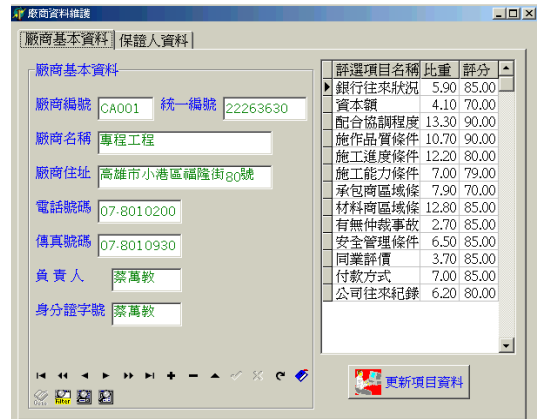 廠商資料維護
廠商基本資料 保證人資料
廠商基本資料
廠商編號 CA001 統一編號 22263630
廠商名稱 專程工程
廠商住址 高雄市小港區福隆街80號
電話號碼 07-8010200
傳真號碼 07-8010930
負責人 蔡萬教
身分證字號 蔡萬教
評選項目名稱 比重 評分
銀行往來狀況 5.90 85.00
資本額 4.10 70.00
配合協調程度 13.30 90.00
施作品質條件 10.70 90.00
施工進度條件 12.20 80.00
施工能力條件 7.00 79.00
承包商區域條 7.90 70.00
材料商區域條 12.80 85.00
有無仲裁事故 2.70 85.00
安全管理條件 6.50 85.00
同業評價 3.70 85.00
付款方式 7.00 85.00
公司往來紀錄 6.20 80.00
更新項目資料
Filter